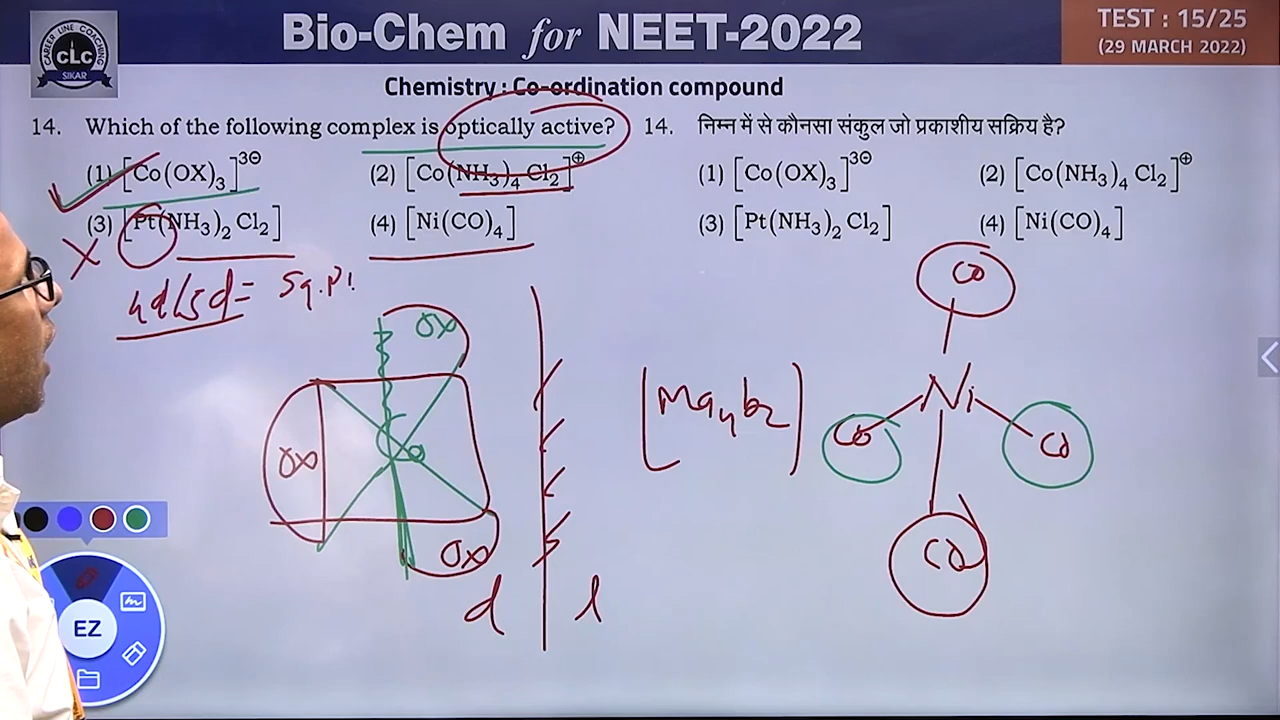 Bio-Chem for NEET-2022
TEST : 15/25
(29 MARCH 2022)
CAREER LINE COACHING
CLC
SIKAR
Chemistry : Co-ordination compound
14. Which of the following complex is optically active?
(1) [Co(OX)₃]³⊖ (2) [Co(NH₃)₄ Cl₂]⊕
(3) [Pt(NH₃)₂ Cl₂] (4) [Ni(CO)₄]
14. निम्न में से कौनसा संकुल जो प्रकाशीय सक्रिय है?
(1) [Co(OX)₃]³⊖ (2) [Co(NH₃)₄ Cl₂]⊕
(3) [Pt(NH₃)₂ Cl₂] (4) [Ni(CO)₄]
4d/5d = Sq.Pl
OX
OX
Co
OX
d l
[Ma₄b₂]
CO
Ni
CO CO
CO
EZ